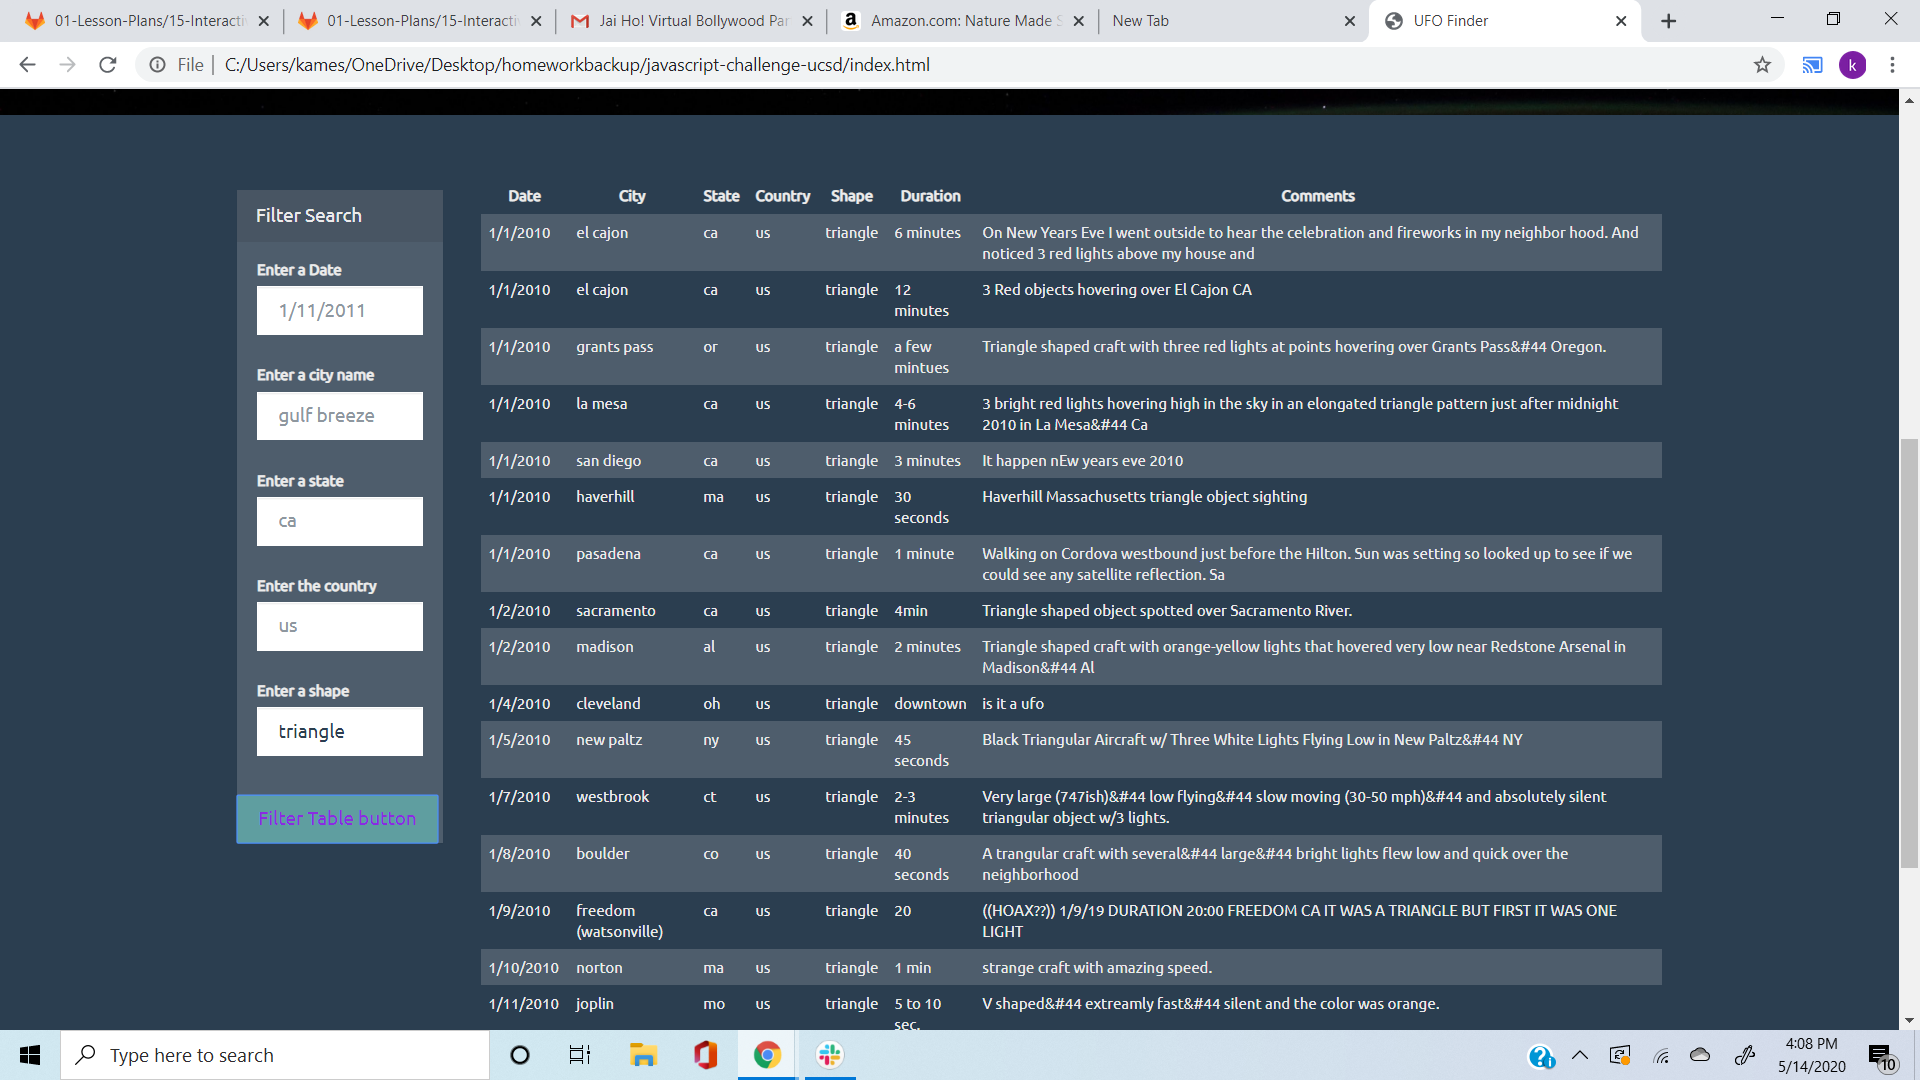 01-Lesson-Plans/15-Interacti
01-Lesson-Plans/15-Interacti
Jai Ho! Virtual Bollywood Par
Amazon.com: Nature Made S
New Tab
UFO Finder
File | C:/Users/kames/OneDrive/Desktop/homeworkbackup/javascript-challenge-ucsd/index.html
k
Filter Search
Enter a Date
1/11/2011
Enter a city name
gulf breeze
Enter a state
ca
Enter the country
us
Enter a shape
triangle
Filter Table button
Date City State Country Shape Duration Comments
1/1/2010 el cajon ca us triangle 6 minutes On New Years Eve I went outside to hear the celebration and fireworks in my neighbor hood. And
noticed 3 red lights above my house and
1/1/2010 el cajon ca us triangle 12 3 Red objects hovering over El Cajon CA
minutes
1/1/2010 grants pass or us triangle a few Triangle shaped craft with three red lights at points hovering over Grants Pass&#44 Oregon.
mintues
1/1/2010 la mesa ca us triangle 4-6 3 bright red lights hovering high in the sky in an elongated triangle pattern just after midnight
minutes 2010 in La Mesa&#44 Ca
1/1/2010 san diego ca us triangle 3 minutes It happen nEw years eve 2010
1/1/2010 haverhill ma us triangle 30 Haverhill Massachusetts triangle object sighting
seconds
1/1/2010 pasadena ca us triangle 1 minute Walking on Cordova westbound just before the Hilton. Sun was setting so looked up to see if we
could see any satellite reflection. Sa
1/2/2010 sacramento ca us triangle 4min Triangle shaped object spotted over Sacramento River.
1/2/2010 madison al us triangle 2 minutes Triangle shaped craft with orange-yellow lights that hovered very low near Redstone Arsenal in
Madison&#44 Al
1/4/2010 cleveland oh us triangle downtown is it a ufo
1/5/2010 new paltz ny us triangle 45 Black Triangular Aircraft w/ Three White Lights Flying Low in New Paltz&#44 NY
seconds
1/7/2010 westbrook ct us triangle 2-3 Very large (747ish)&#44 low flying&#44 slow moving (30-50 mph)&#44 and absolutely silent
minutes triangular object w/3 lights.
1/8/2010 boulder co us triangle 40 A trangular craft with several&#44 large&#44 bright lights flew low and quick over the
seconds neighborhood
1/9/2010 freedom ca us triangle 20 ((HOAX??)) 1/9/19 DURATION 20:00 FREEDOM CA IT WAS A TRIANGLE BUT FIRST IT WAS ONE
(watsonville) LIGHT
1/10/2010 norton ma us triangle 1 min strange craft with amazing speed.
1/11/2010 joplin mo us triangle 5 to 10 V shaped&#44 extreamly fast&#44 silent and the color was orange.
sec.
Type here to search
4:08 PM
5/14/2020
10